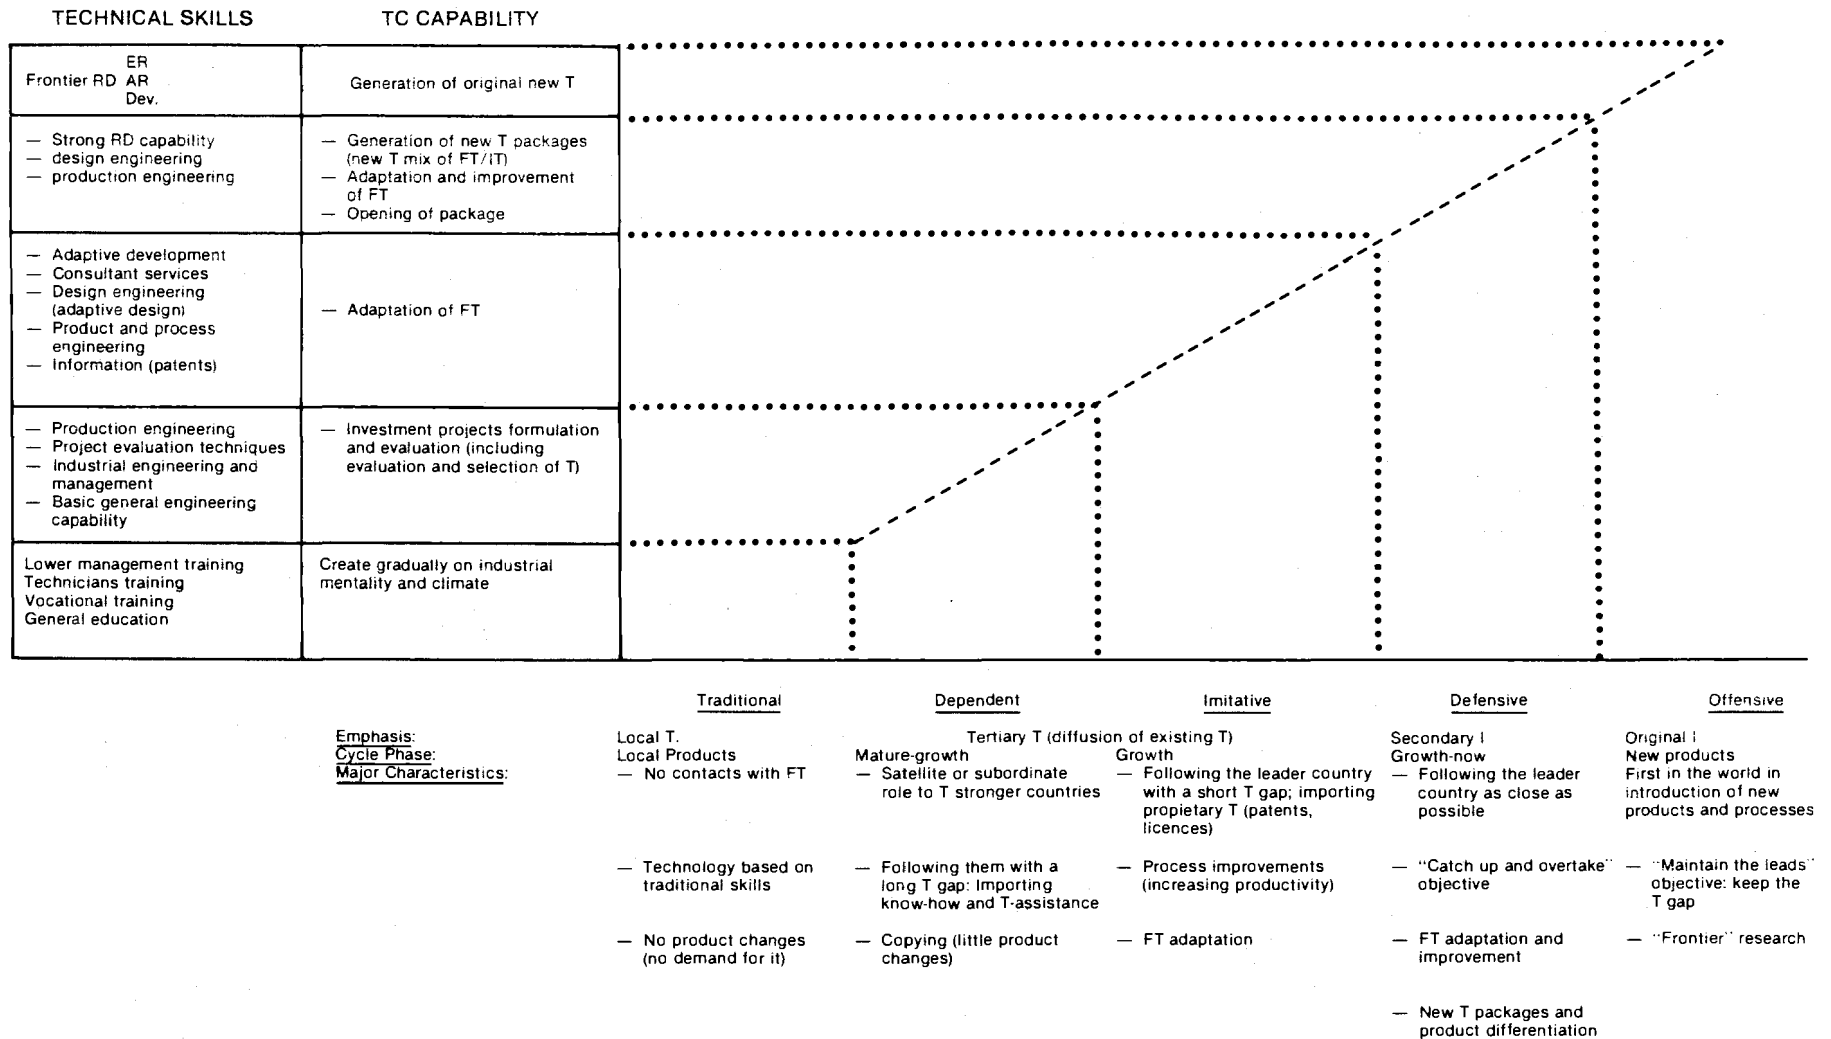 TECHNICAL SKILLS
TC CAPABILITY
ER
Frontier RD AR
Dev.
Generation of original new T
— Strong RD capability
— design engineering
— production engineering
— Generation of new T packages
(new T mix of FT/IT)
— Adaptation and improvement
of FT
— Opening of package
— Adaptive development
— Consultant services
— Design engineering
(adaptive design)
— Product and process
engineering
— Information (patents)
— Adaptation of FT
— Production engineering
— Project evaluation techniques
— Industrial engineering and
management
— Basic general engineering
capability
— Investment projects formulation
and evaluation (including
evaluation and selection of T)
Lower management training
Technicians training
Vocational training
General education
Create gradually on industrial
mentality and climate
Traditional
Dependent
Imitative
Defensive
Offensive
Emphasis:
Cycle Phase:
Major Characteristics:
Local T.
Local Products
— No contacts with FT
— Technology based on
traditional skills
— No product changes
(no demand for it)
Tertiary T (diffusion of existing T)
Mature-growth
— Satellite or subordinate
role to T stronger countries
— Following them with a
long T gap: Importing
know-how and T-assistance
— Copying (little product
changes)
Growth
— Following the leader country
with a short T gap; importing
propietary T (patents,
licences)
— Process improvements
(increasing productivity)
— FT adaptation
Secondary
Growth-now
— Following the leader
country as close as
possible
— "Catch up and overtake"
objective
— FT adaptation and
improvement
— New T packages and
product differentiation
Original
New products
First in the world in
introduction of new
products and processes
— "Maintain the leads"
objective: keep the
T gap
— "Frontier" research